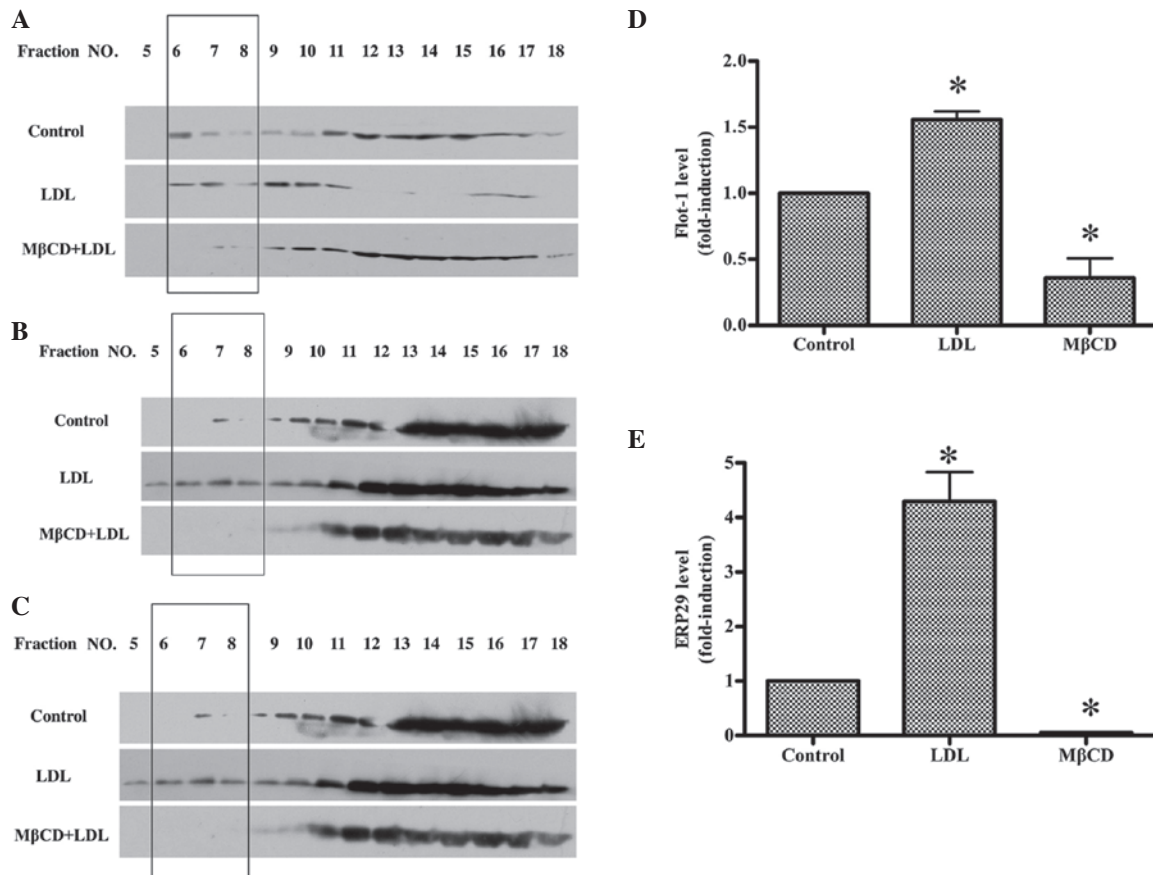 A
Fraction NO. 5 6 7 8 9 10 11 12 13 14 15 16 17 18
Control
LDL
MβCD+LDL
B
Fraction NO. 5 6 7 8 9 10 11 12 13 14 15 16 17 18
Control
LDL
MβCD+LDL
C
Fraction NO. 5 6 7 8 9 10 11 12 13 14 15 16 17 18
Control
LDL
MβCD+LDL
D
Flot-1 level
(fold-induction)
2.0
1.5
1.0
0.5
0.0
*
*
Control LDL MβCD
E
ERP29 level
(fold-induction)
5
4
3
2
1
0
*
*
Control LDL MβCD